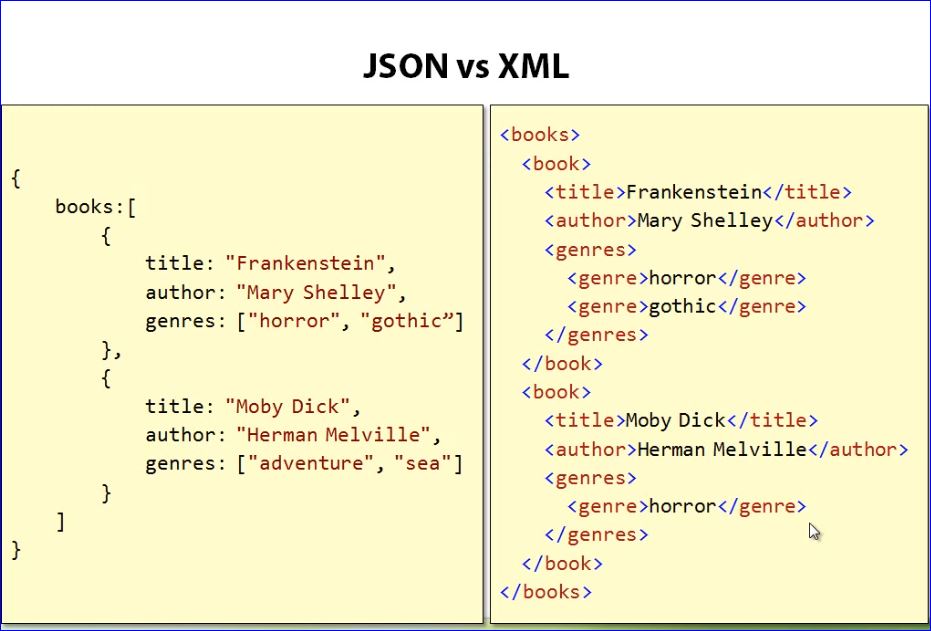 JSON vs XML
{
    books:[
        {
            title: "Frankenstein",
            author: "Mary Shelley",
            genres: ["horror", "gothic”]
        },
        {
            title: "Moby Dick",
            author: "Herman Melville",
            genres: ["adventure", "sea"]
        }
    ]
}
<books>
  <book>
    <title>Frankenstein</title>
    <author>Mary Shelley</author>
    <genres>
      <genre>horror</genre>
      <genre>gothic</genre>
    </genres>
  </book>
  <book>
    <title>Moby Dick</title>
    <author>Herman Melville</author>
    <genres>
      <genre>horror</genre>
    </genres>
  </book>
</books>